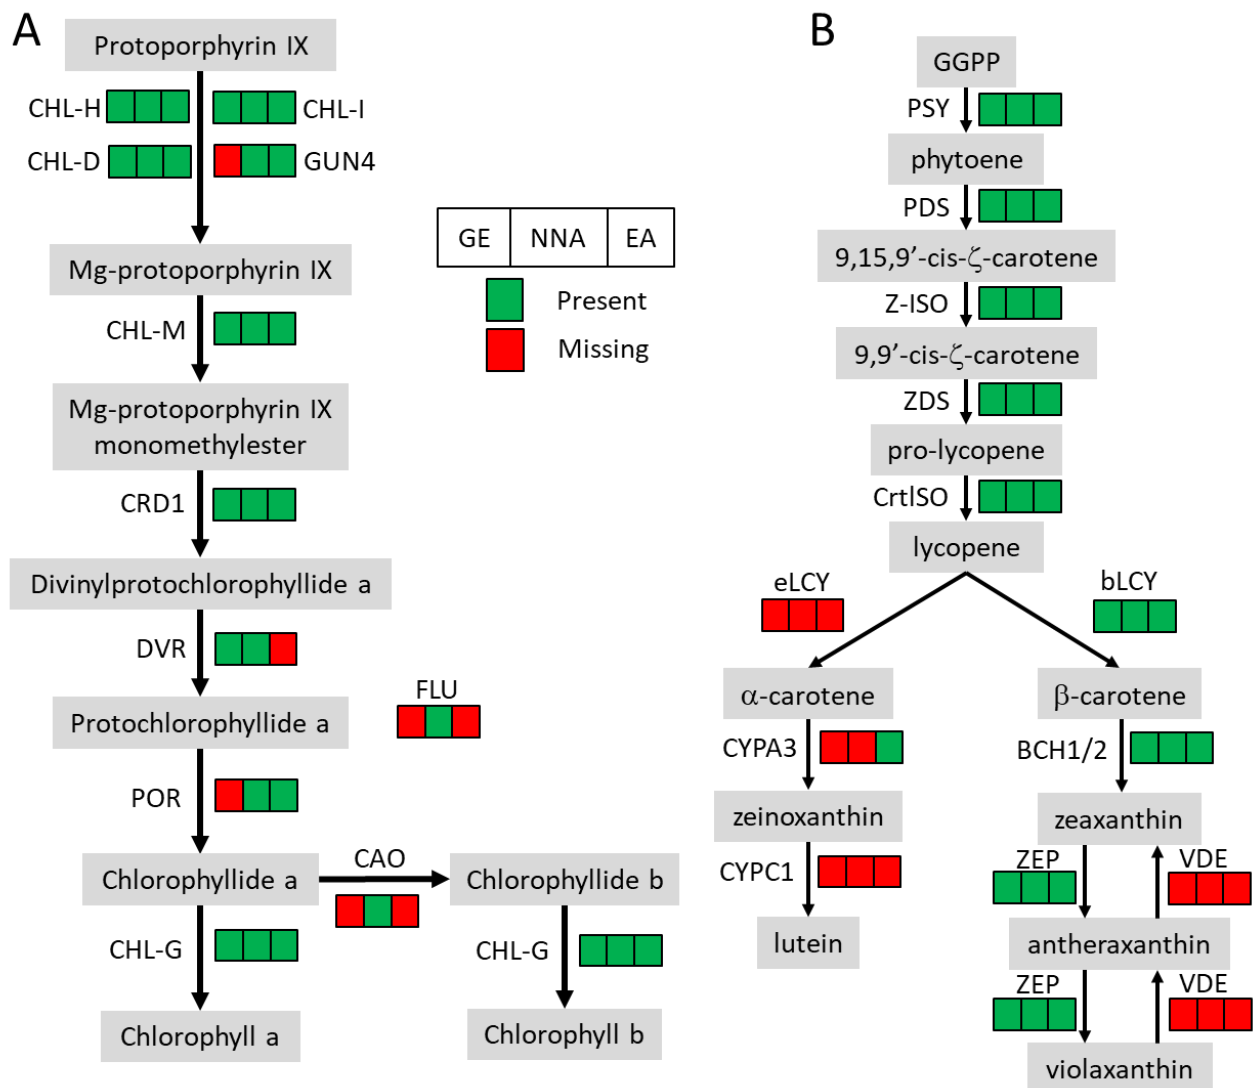 A
Protoporphyrin IX
CHL-H
CHL-I
CHL-D
GUN4
GE NNA EA
Present
Missing
Mg-protoporphyrin IX
CHL-M
Mg-protoporphyrin IX
monomethylester
CRD1
Divinylprotochlorophyllide a
DVR
FLU
Protochlorophyllide a
POR
Chlorophyllide a
CAO
Chlorophyllide b
CHL-G
CHL-G
Chlorophyll a
Chlorophyll b
B
GGPP
PSY
phytoene
PDS
9,15,9’-cis-ζ-carotene
Z-ISO
9,9’-cis-ζ-carotene
ZDS
pro-lycopene
CrtISO
lycopene
eLCY
bLCY
α-carotene
β-carotene
CYPA3
BCH1/2
zeinoxanthin
zeaxanthin
CYPC1
ZEP
VDE
lutein
antheraxanthin
ZEP
VDE
violaxanthin